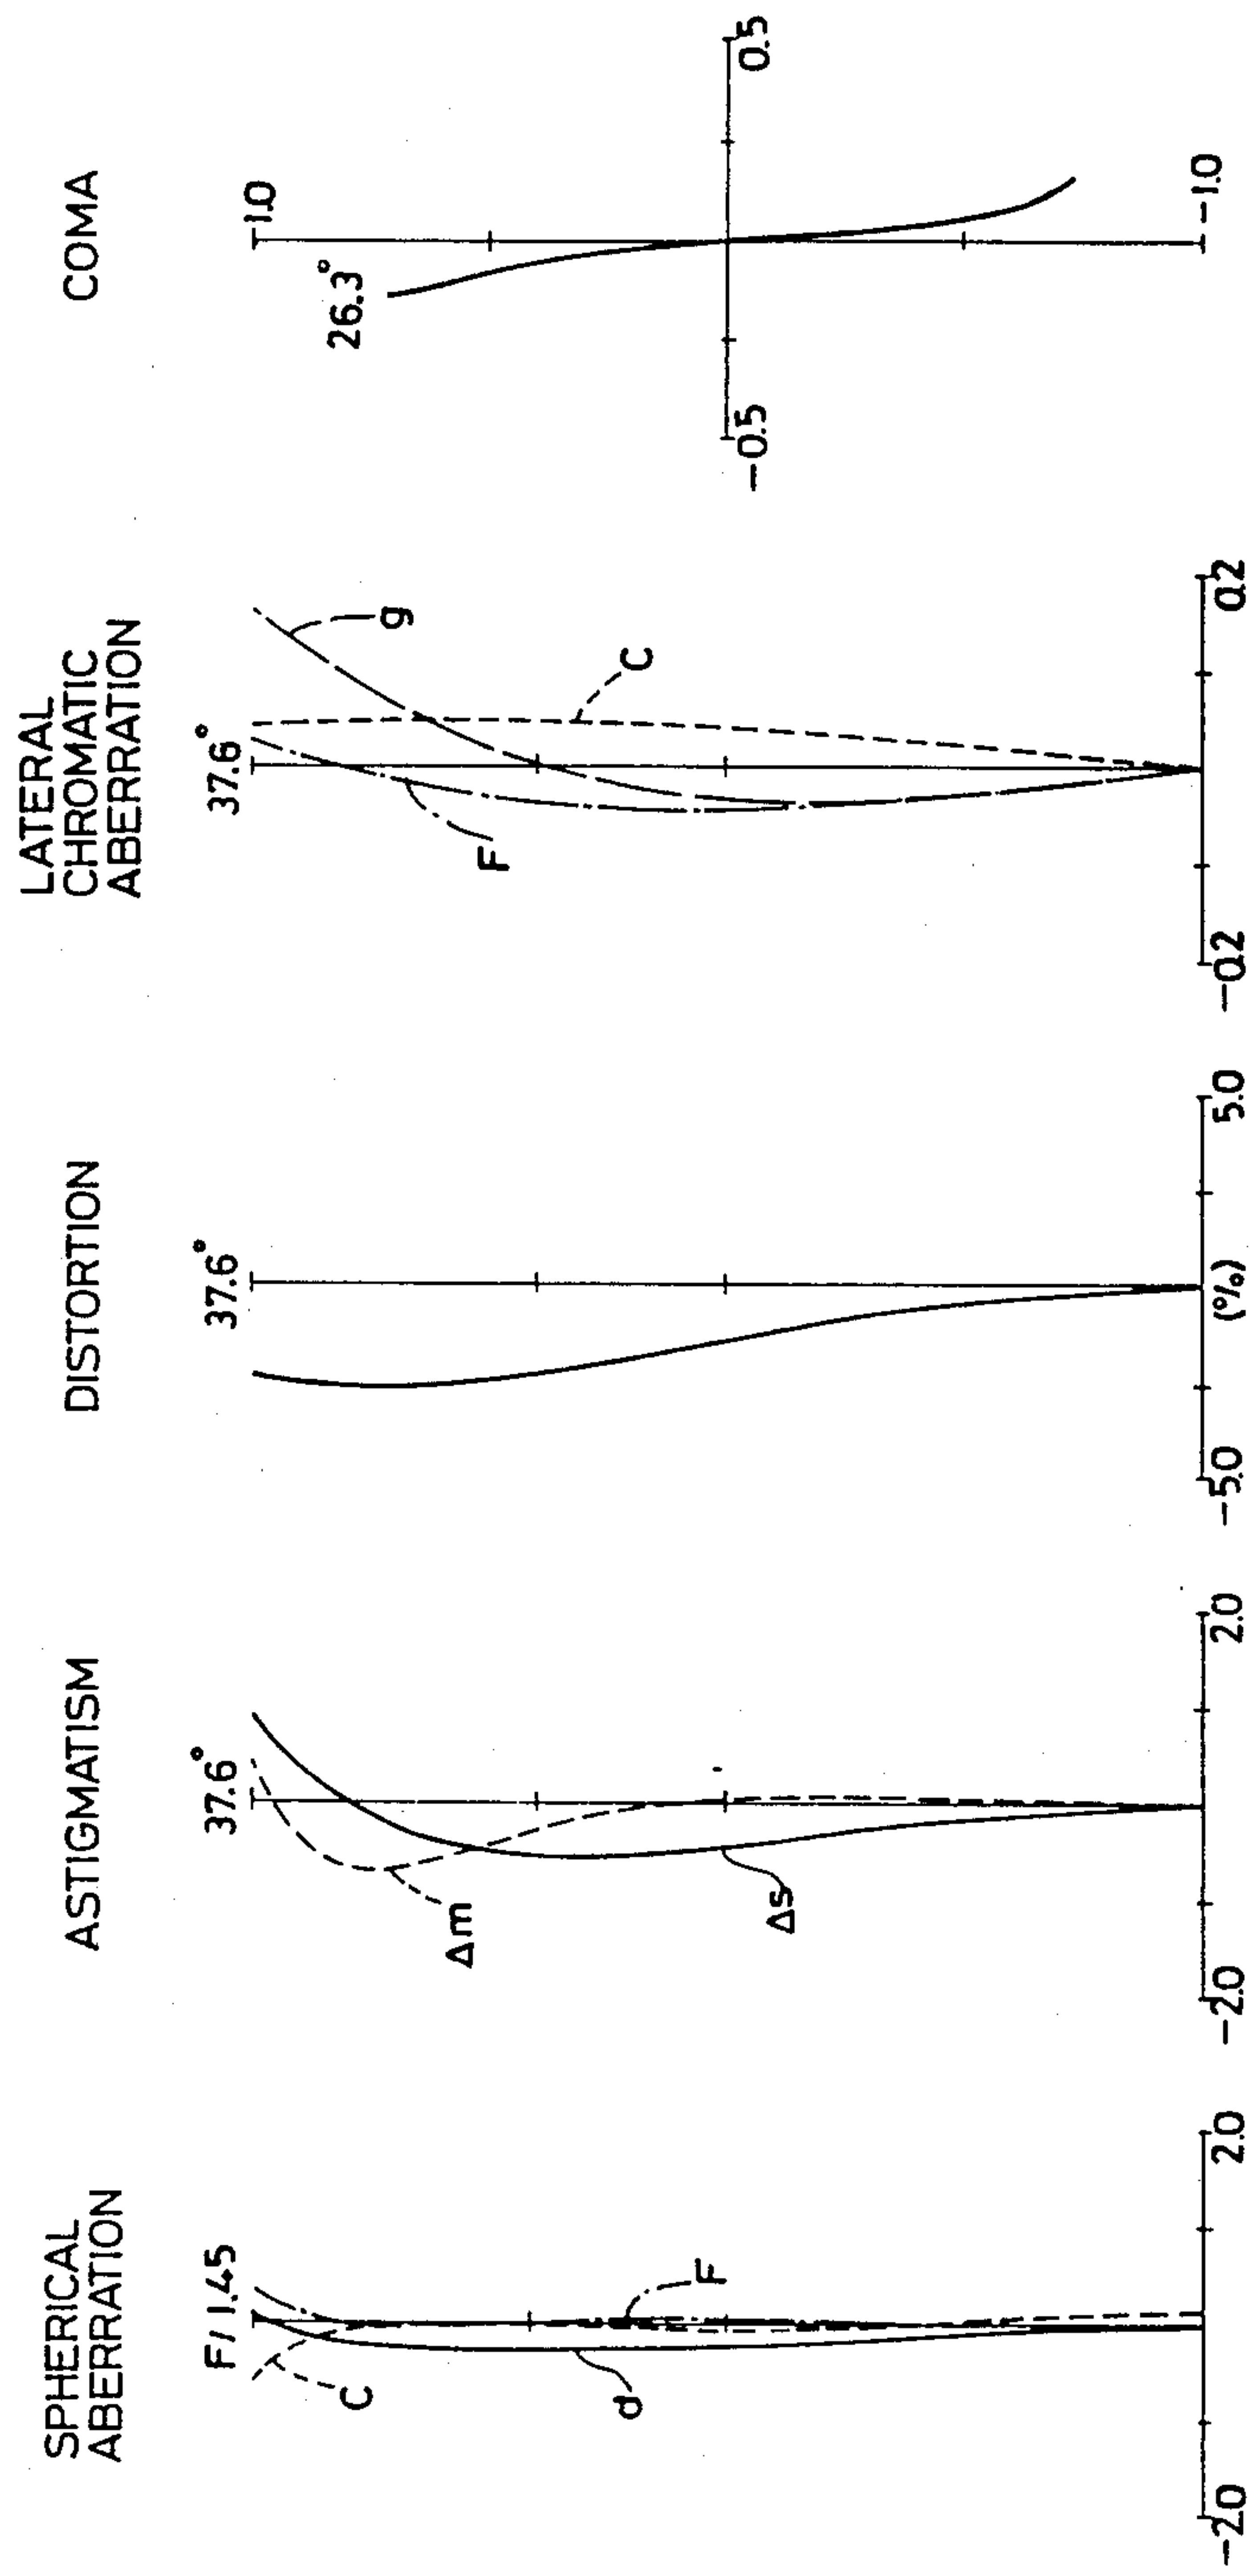 SPHERICAL
ABERRATION
F/1.45
C
F
d
-2.0
2.0
ASTIGMATISM
37.6°
Δm
Δs
-2.0
2.0
DISTORTION
37.6°
-5.0
(%)
5.0
LATERAL
CHROMATIC
ABERRATION
37.6°
g
F
C
-0.2
0.2
COMA
26.3°
1.0
-0.5
0.5
-1.0